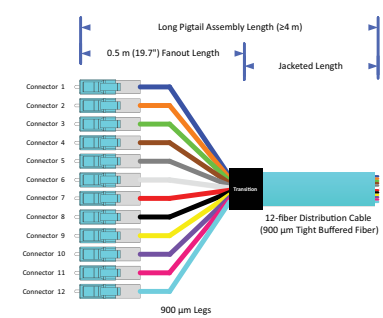 Long Pigtail Assembly Length (≥4 m)
0.5 m (19.7") Fanout Length
Jacketed Length
Connector 1
Connector 2
Connector 3
Connector 4
Connector 5
Connector 6
Connector 7
Connector 8
Connector 9
Connector 10
Connector 11
Connector 12
Transition
12-fiber Distribution Cable
(900 μm Tight Buffered Fiber)
900 μm Legs